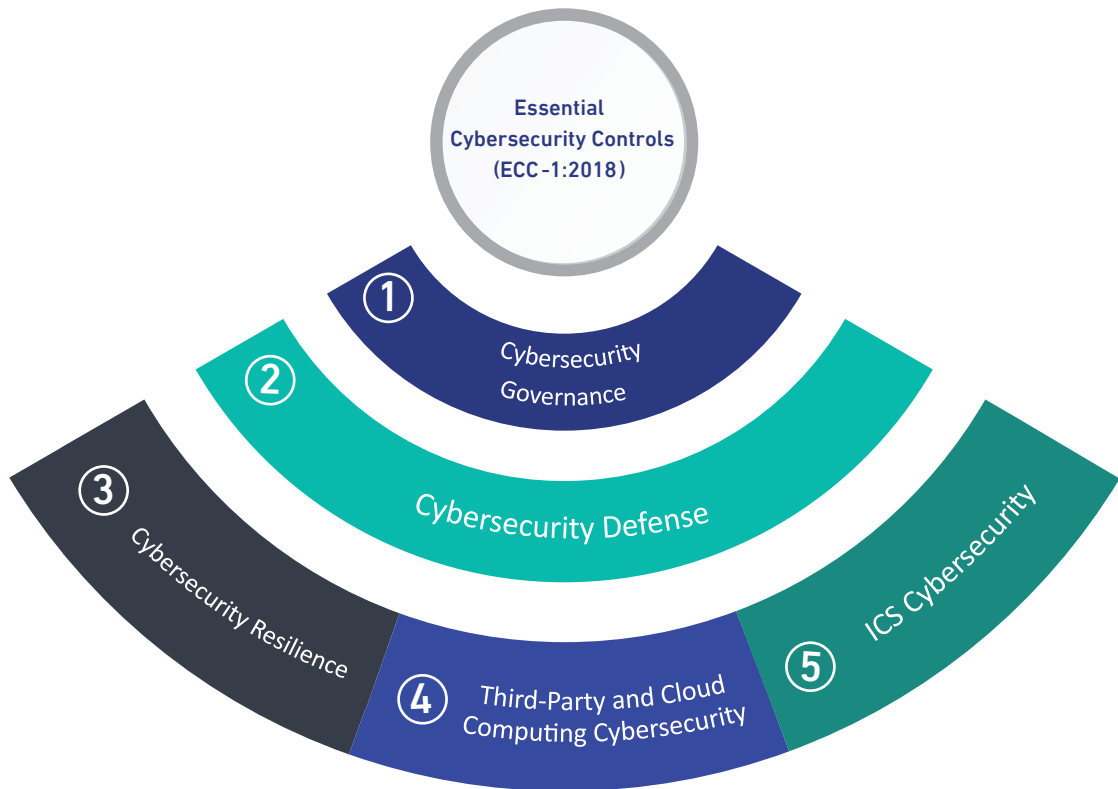 Essential
Cybersecurity Controls
(ECC-1:2018)
1
Cybersecurity
Governance
2
Cybersecurity Defense
3
Cybersecurity Resilience
4
Third-Party and Cloud
Computing Cybersecurity
5
ICS Cybersecurity